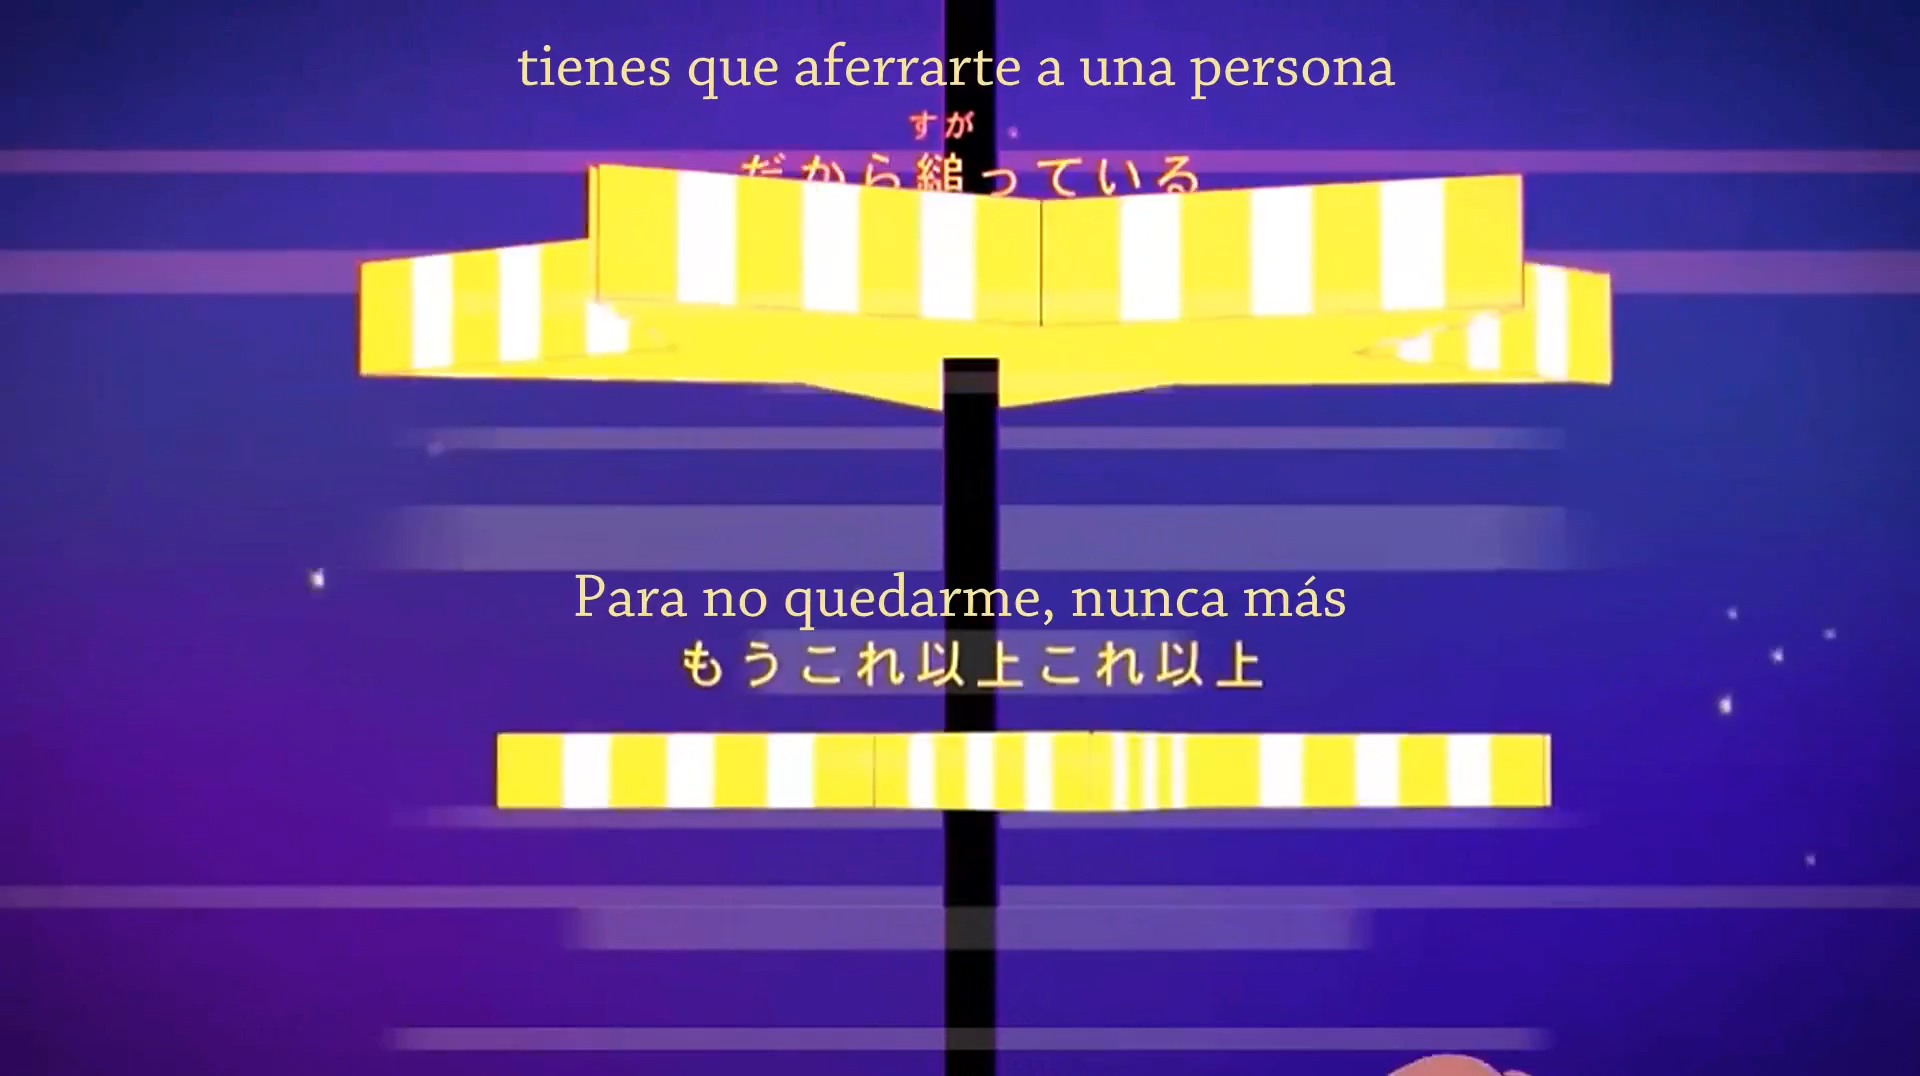 tienes que aferrarte a una persona
すが
だから縋っている
Para no quedarme, nunca más
もうこれ以上これ以上